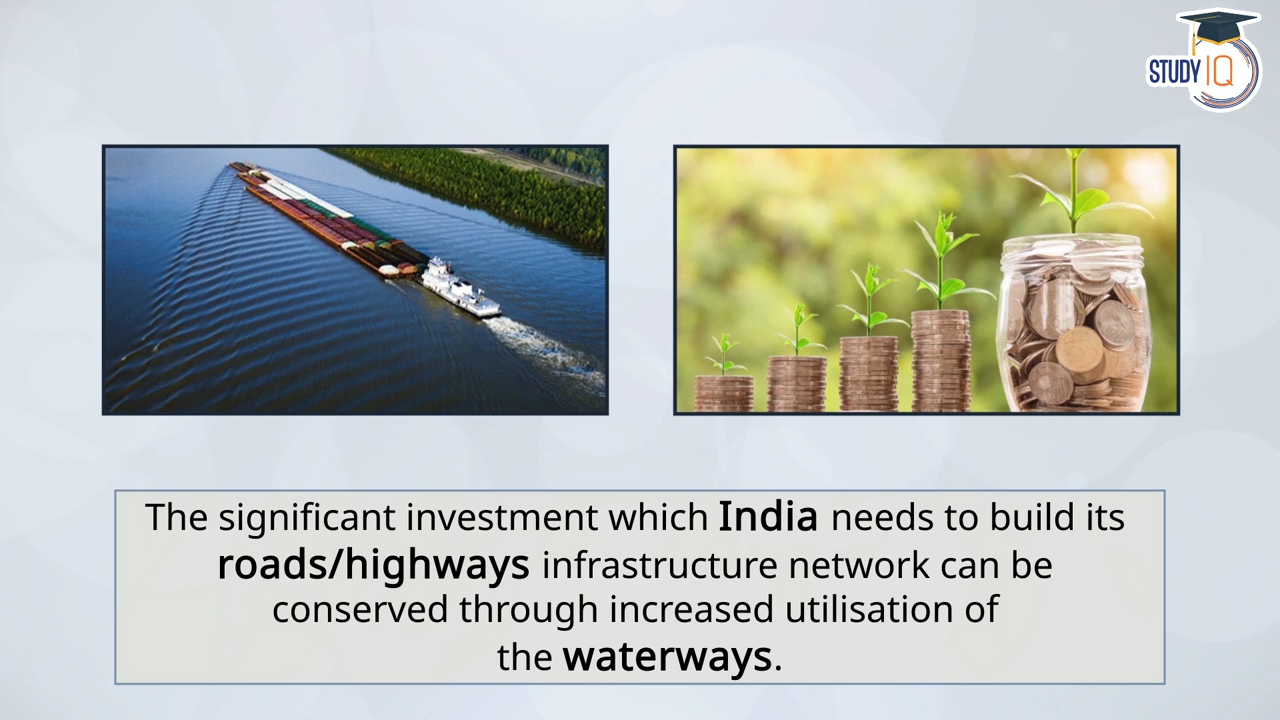 STUDY IQ
The significant investment which India needs to build its
roads/highways infrastructure network can be
conserved through increased utilisation of
the waterways.